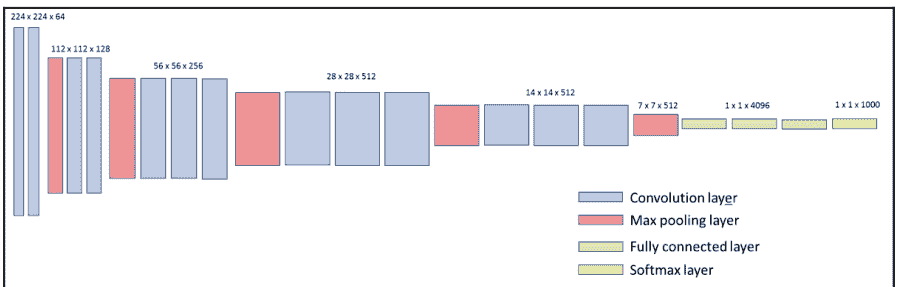 224 x 224 x 64
112 x 112 x 128
56 x 56 x 256
28 x 28 x 512
14 x 14 x 512
7 x 7 x 512
1 x 1 x 4096
1 x 1 x 1000
Convolution layer
Max pooling layer
Fully connected layer
Softmax layer